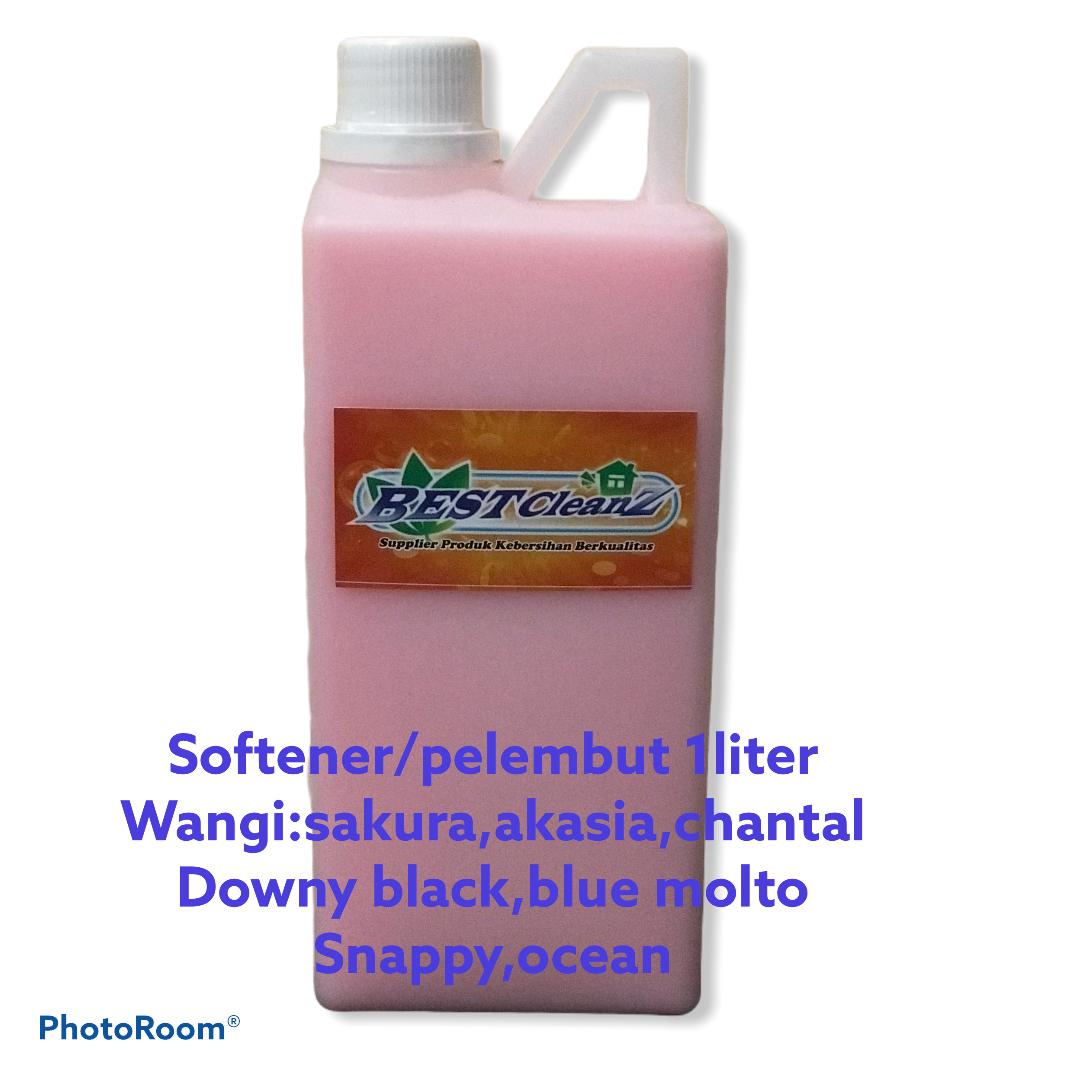 BESTCleanZ
Supplier Produk Kebersihan Berkualitas
Softener/pelembut 1liter
Wangi:sakura,akasia,chantal
Downy black,blue molto
Snappy,ocean
PhotoRoom®